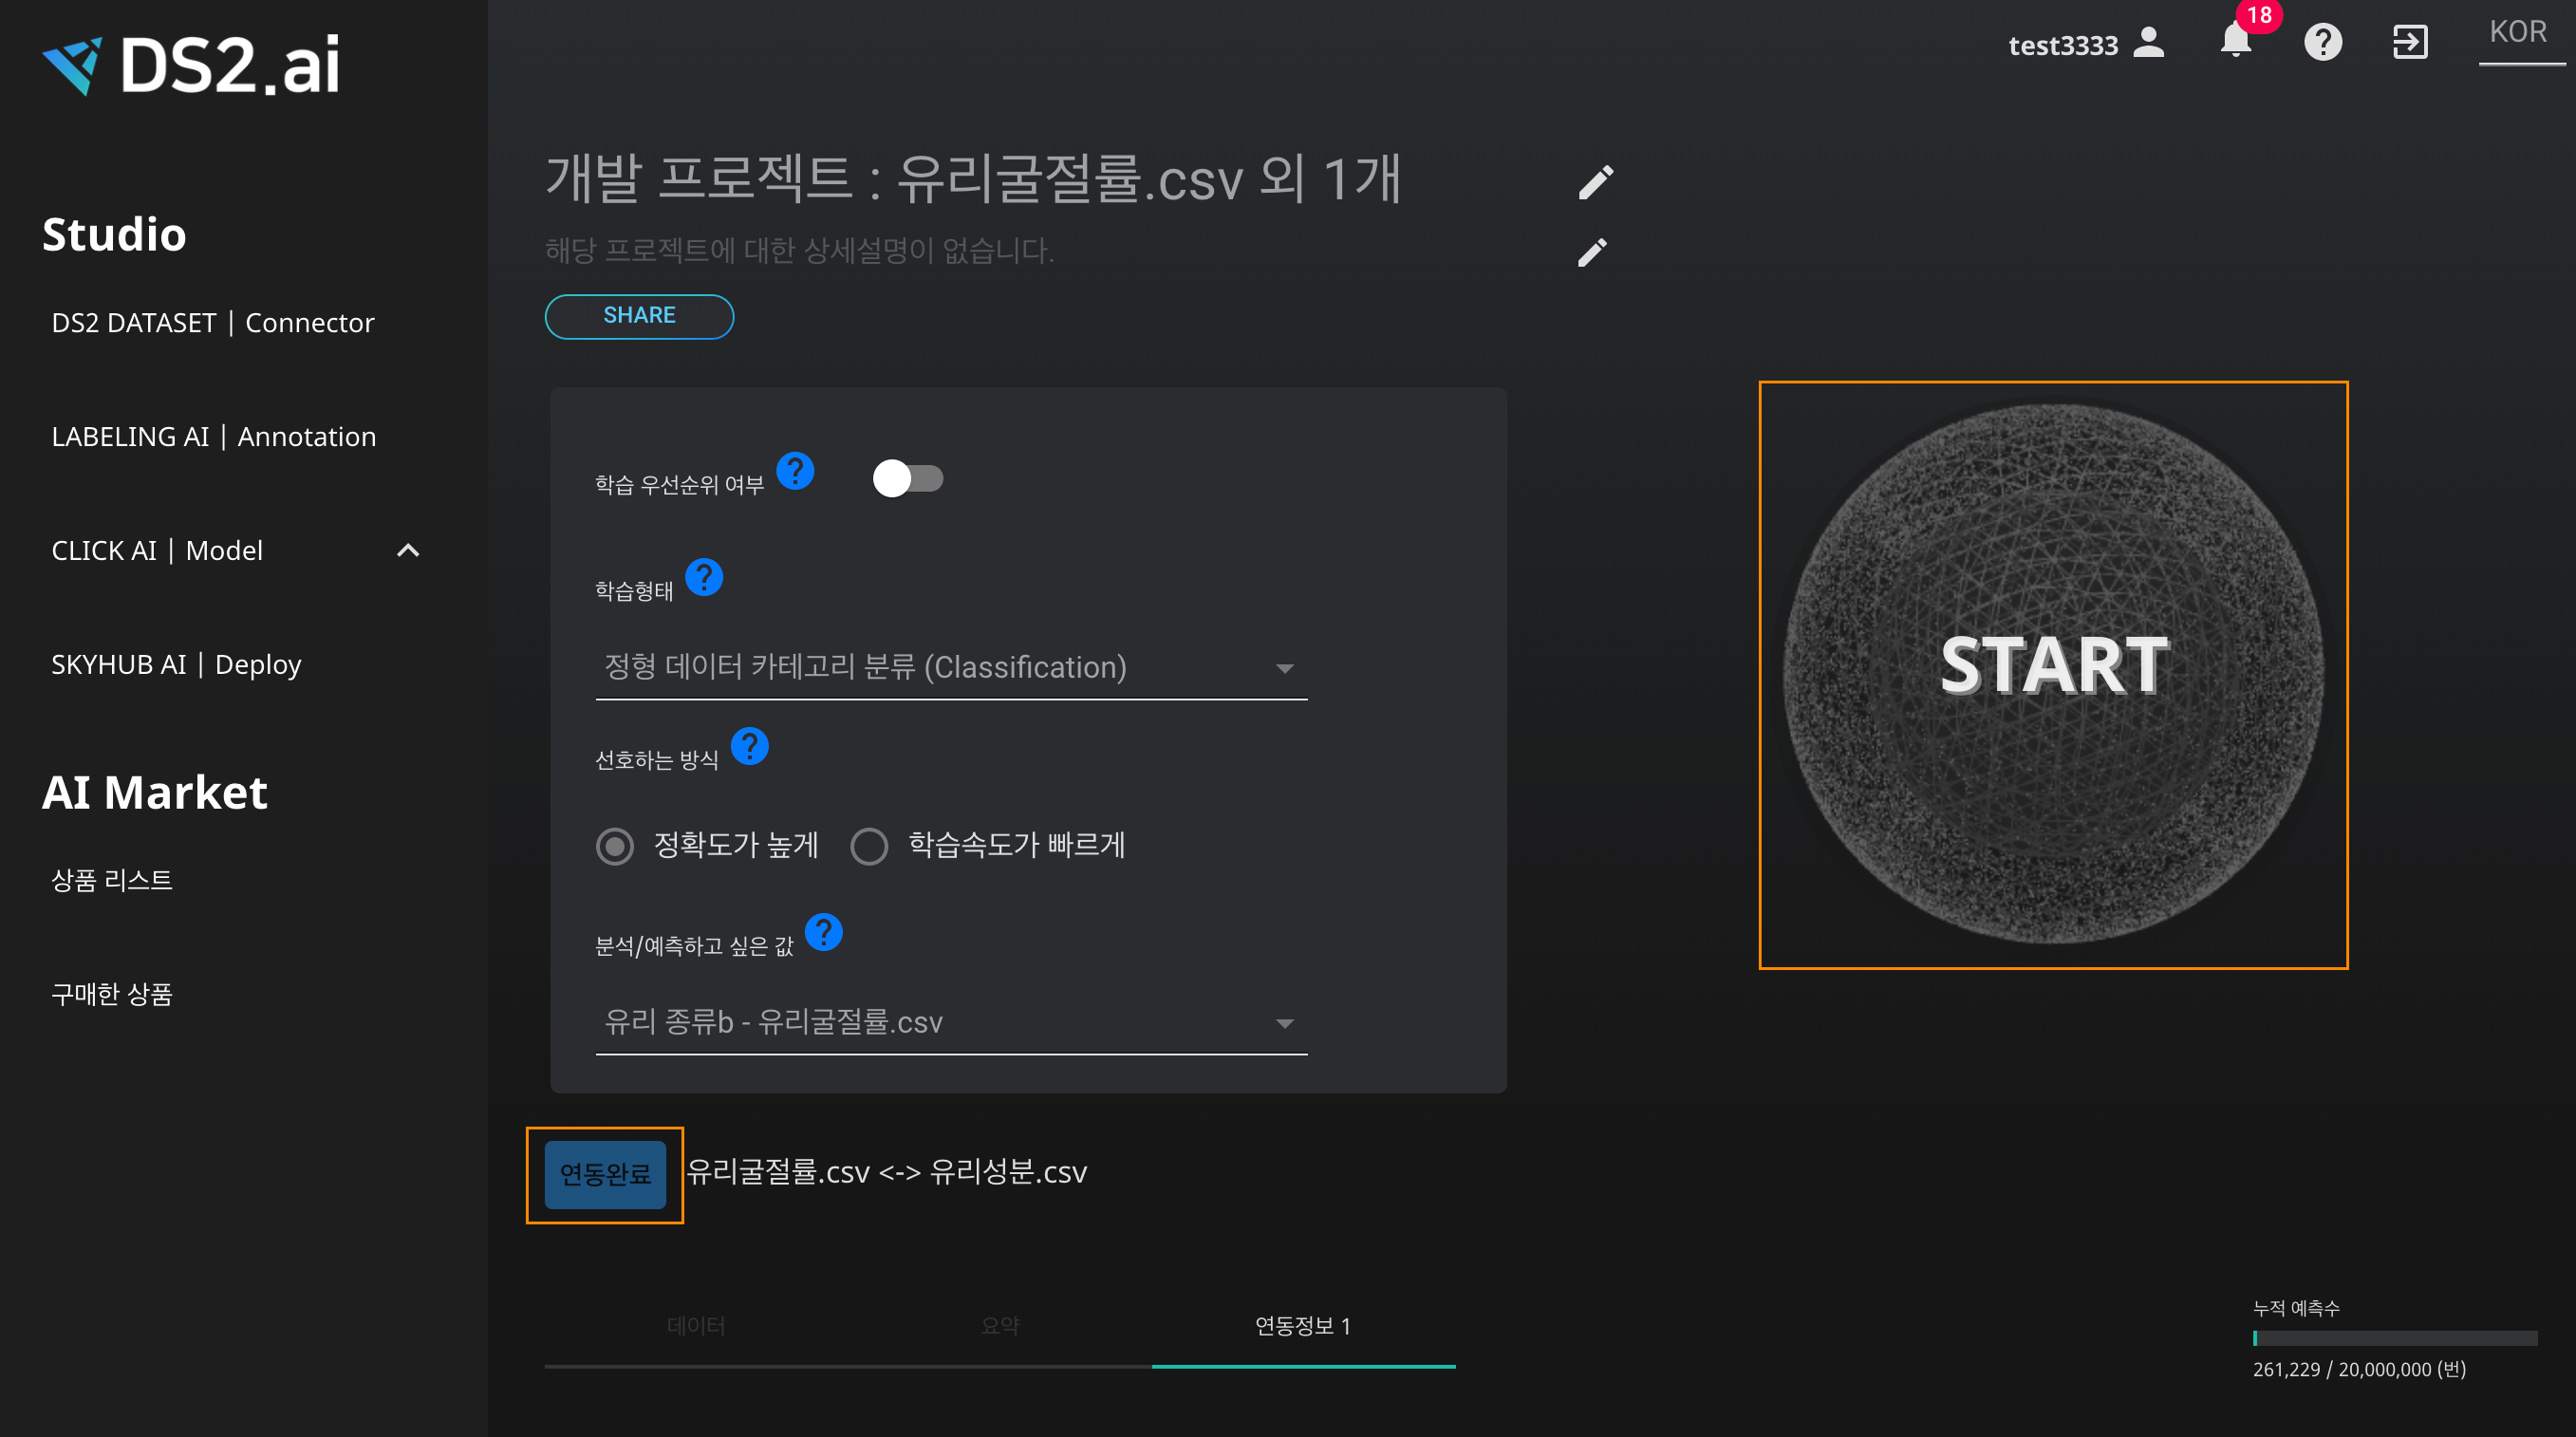 DS2.ai
test3333
18
KOR
Studio
DS2 DATASET | Connector
LABELING AI | Annotation
CLICK AI | Model
SKYHUB AI | Deploy
AI Market
상품 리스트
구매한 상품
개발 프로젝트 : 유리굴절률.csv 외 1개
해당 프로젝트에 대한 상세설명이 없습니다.
SHARE
학습 우선순위 여부 ?
학습형태 ?
정형 데이터 카테고리 분류 (Classification)
선호하는 방식 ?
정확도가 높게 학습속도가 빠르게
분석/예측하고 싶은 값 ?
유리 종류b - 유리굴절률.csv
START
연동완료 유리굴절률.csv <-> 유리성분.csv
데이터 요약 연동정보 1
누적 예측수
261,229 / 20,000,000 (번)